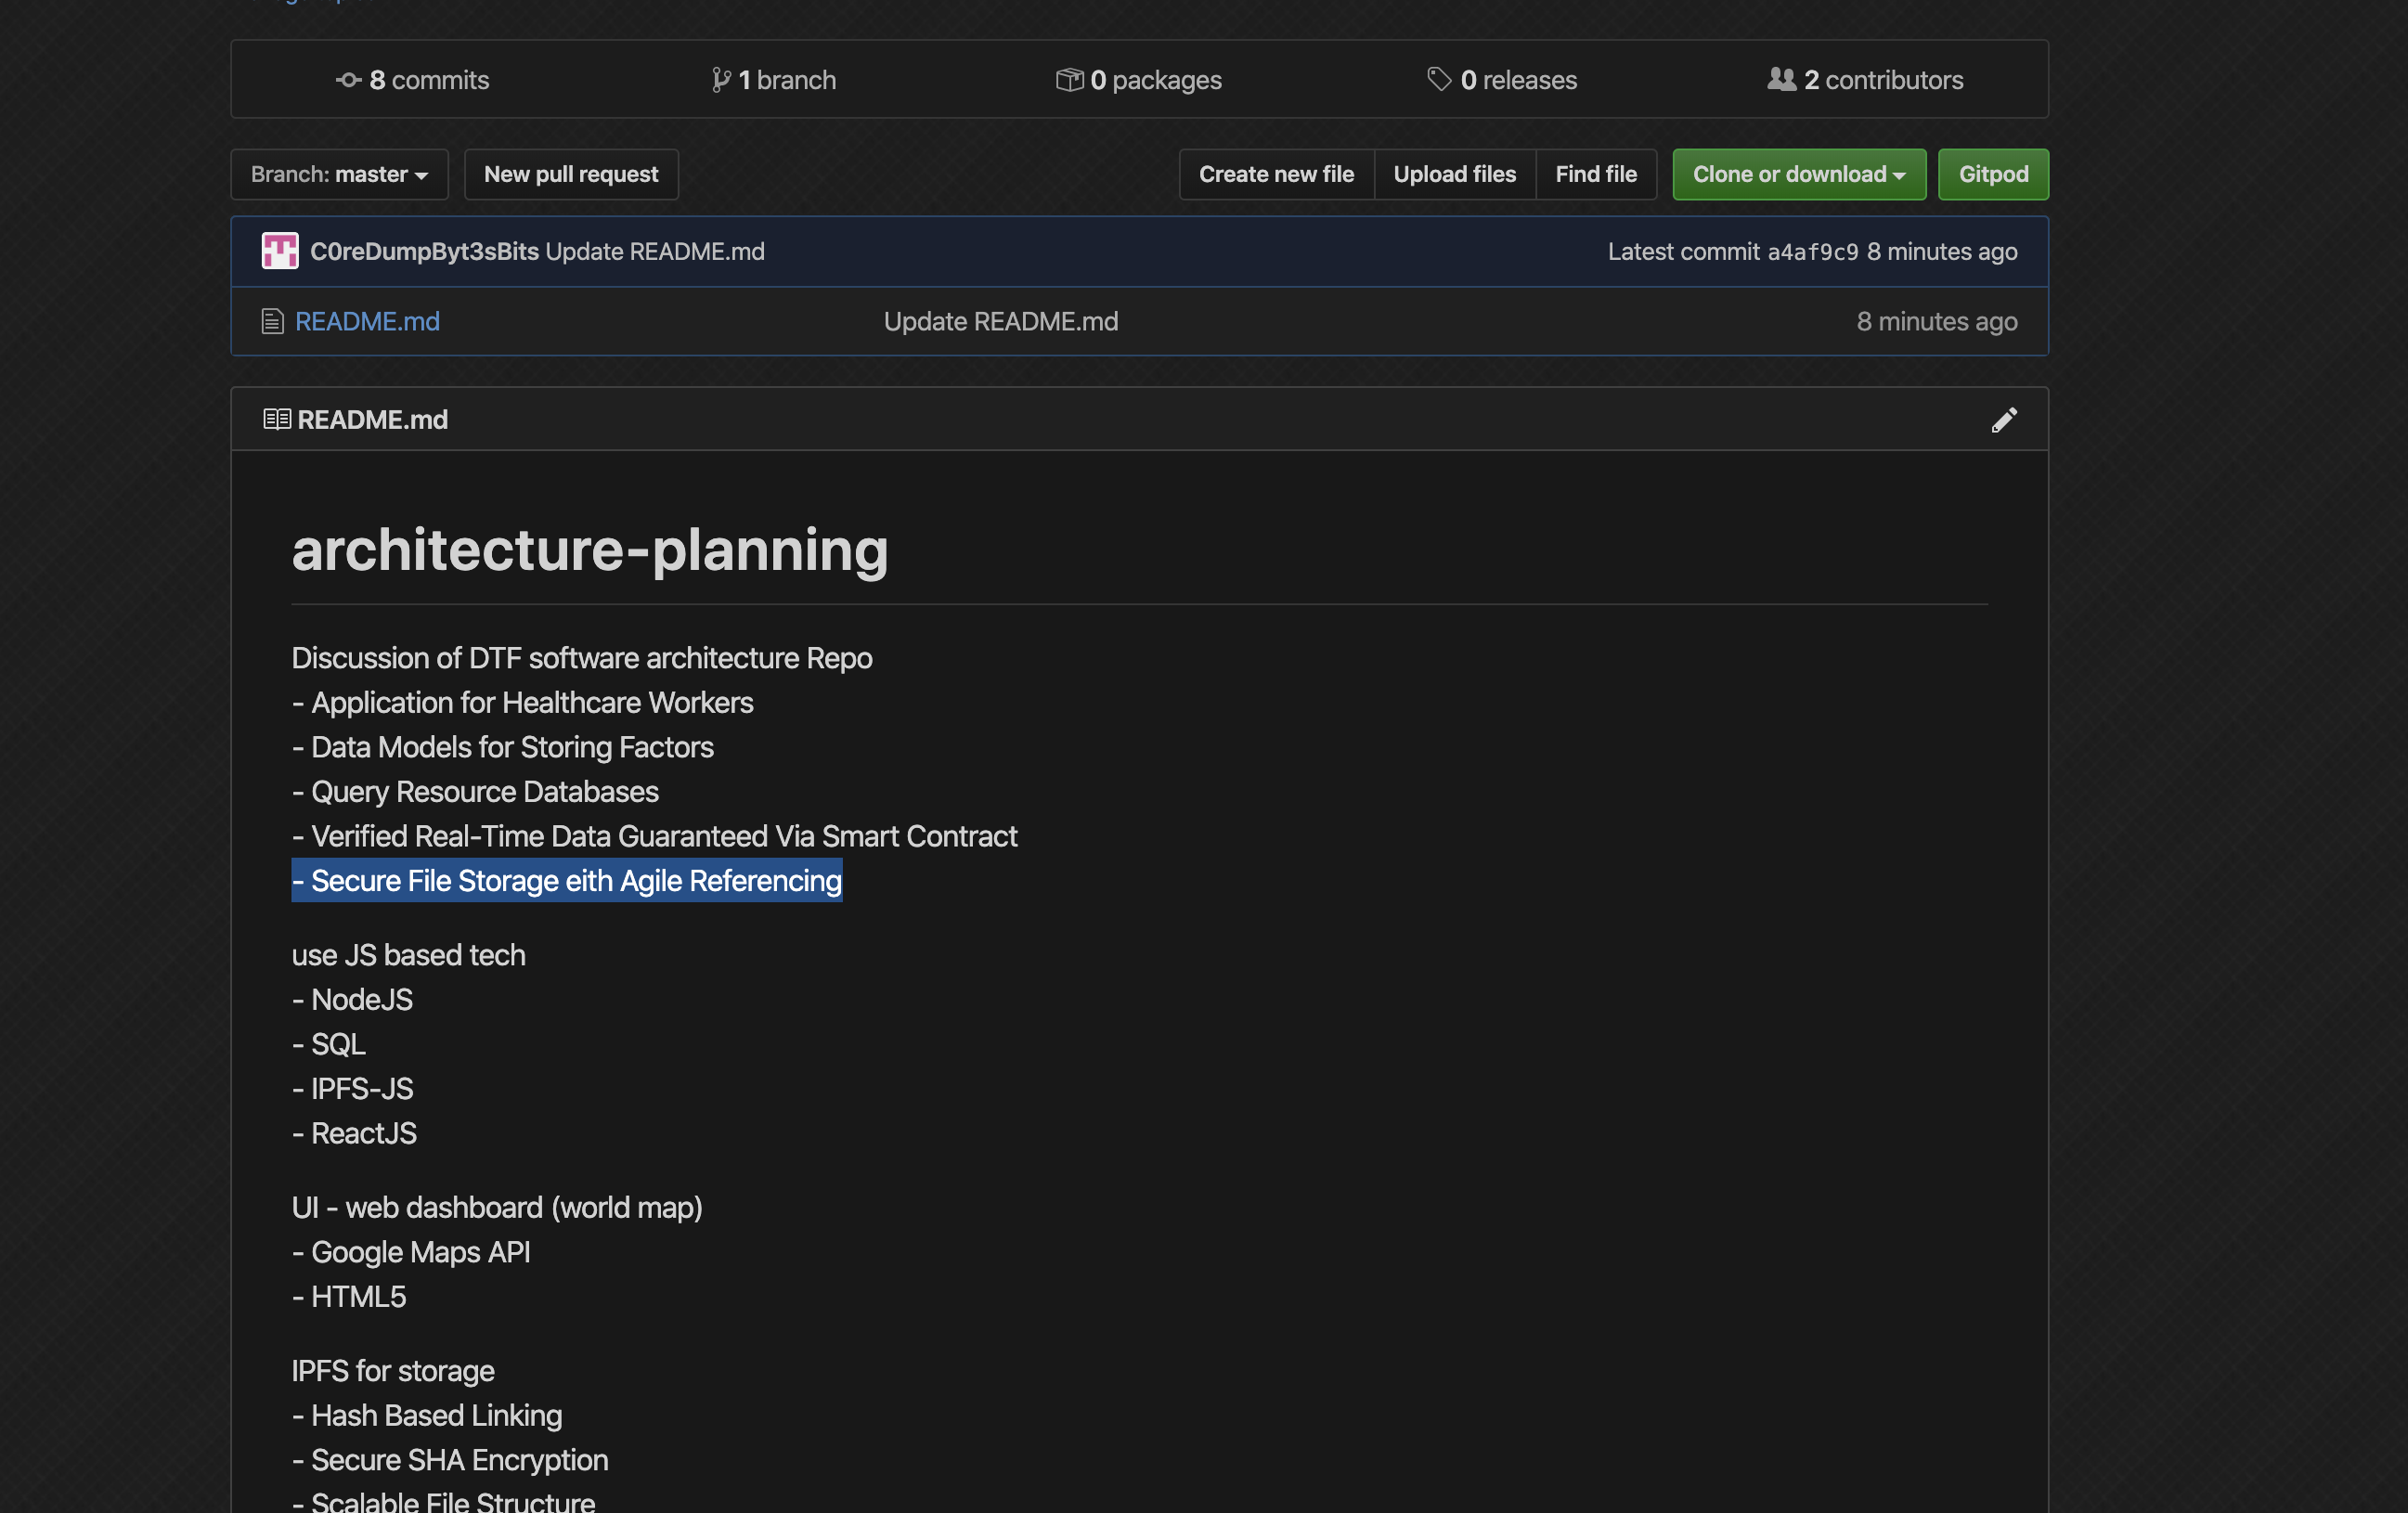 8 commits
1 branch
0 packages
0 releases
2 contributors
Branch: master
New pull request
Create new file
Upload files
Find file
Clone or download
Gitpod
C0reDumpByt3sBits Update README.md
Latest commit a4af9c9 8 minutes ago
README.md
Update README.md
8 minutes ago
README.md
architecture-planning
Discussion of DTF software architecture Repo
- Application for Healthcare Workers
- Data Models for Storing Factors
- Query Resource Databases
- Verified Real-Time Data Guaranteed Via Smart Contract
- Secure File Storage eith Agile Referencing
use JS based tech
- NodeJS
- SQL
- IPFS-JS
- ReactJS
UI - web dashboard (world map)
- Google Maps API
- HTML5
IPFS for storage
- Hash Based Linking
- Secure SHA Encryption
- Scalable File Structure